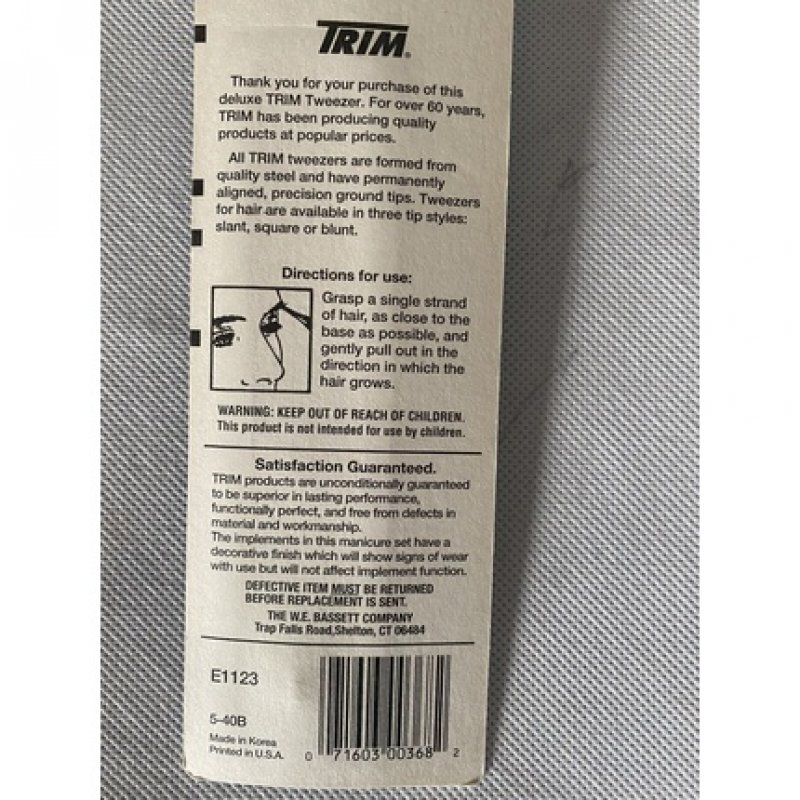 TRIM®
Thank you for your purchase of this
deluxe TRIM Tweezer. For over 60 years,
TRIM has been producing quality
products at popular prices.
All TRIM tweezers are formed from
quality steel and have permanently
aligned, precision ground tips. Tweezers
for hair are available in three tip styles:
slant, square or blunt.
Directions for use:
Grasp a single strand
of hair, as close to the
base as possible, and
gently pull out in the
direction in which the
hair grows.
WARNING: KEEP OUT OF REACH OF CHILDREN.
This product is not intended for use by children.
Satisfaction Guaranteed.
TRIM products are unconditionally guaranteed
to be superior in lasting performance,
functionally perfect, and free from defects in
material and workmanship.
The implements in this manicure set have a
decorative finish which will show signs of wear
with use but will not affect implement function.
DEFECTIVE ITEM MUST BE RETURNED
BEFORE REPLACEMENT IS SENT.
THE W.E. BASSETT COMPANY
Trap Falls Road, Shelton, CT 06484
E1123
5-40B
Made in Korea
Printed in U.S.A.
0 71603 00368 2